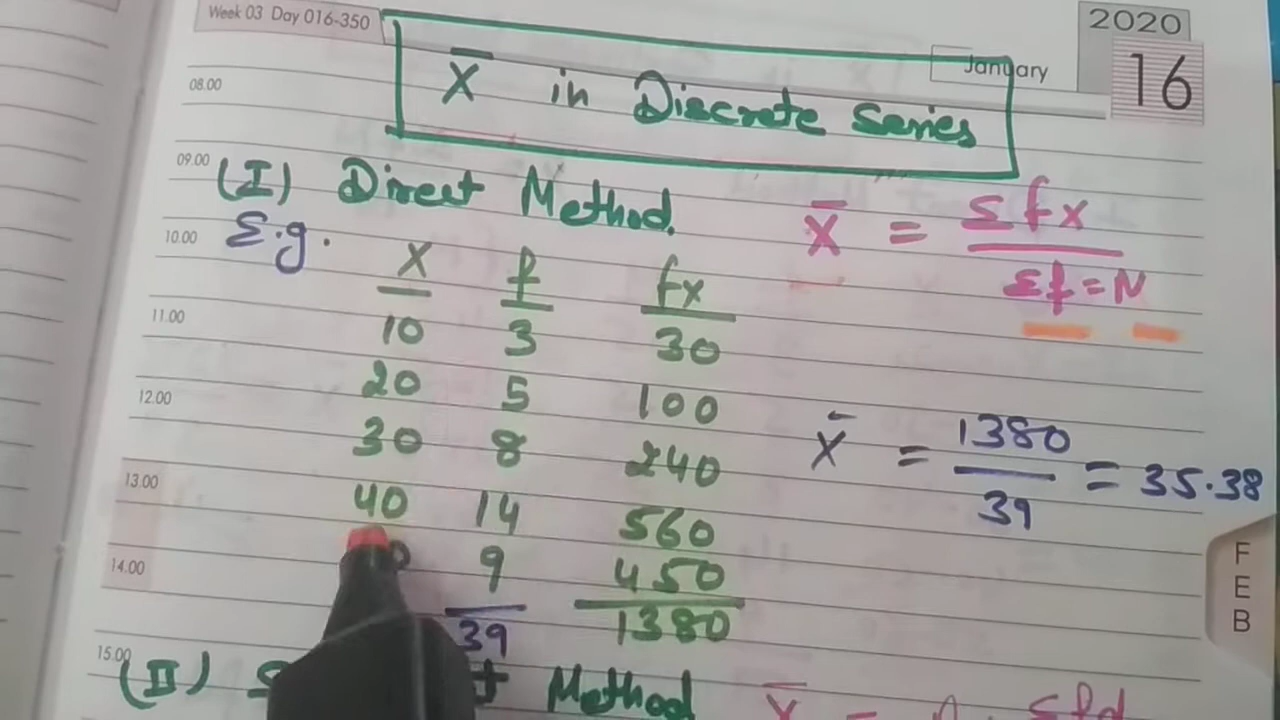 Week 03 Day 016-350
2020
January 16
X̄ in Discrete Series
08.00
09.00
(I) Direct Method.
X̄ = Σfx / Σf = N
10.00
E.g.
X f fx
11.00
10 3 30
20 5 100
12.00
30 8 240
X̄ = 1380 / 39 = 35.38
13.00
40 14 560
14.00
9 450
39 1380
15.00
(II) Method
F
E
B